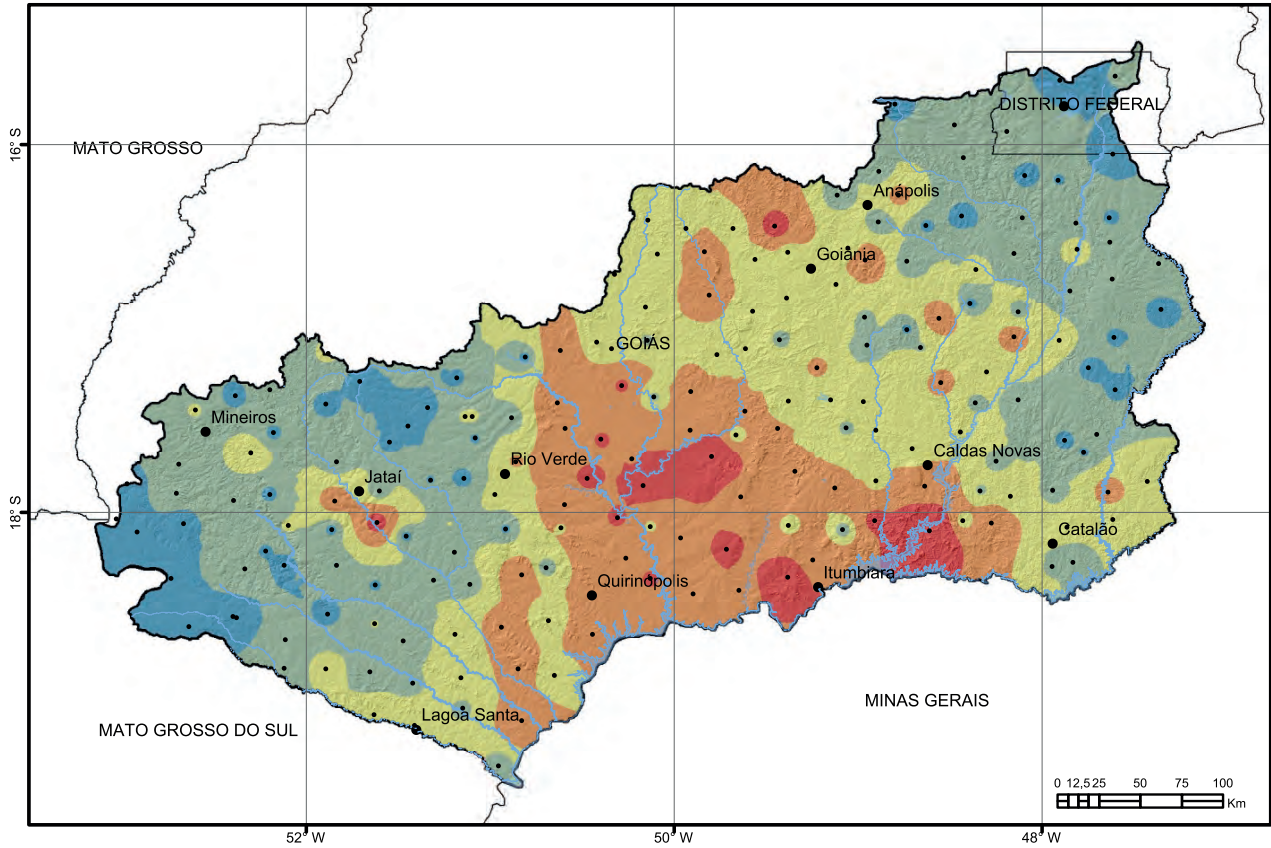 DISTRITO FEDERAL
16° S
MATO GROSSO
Anápolis
Goiânia
GOIÁS
Mineiros
Rio Verde
Caldas Novas
Jataí
18° S
Catalão
Quirinópolis
Itumbiara
MINAS GERAIS
Lagoa Santa
MATO GROSSO DO SUL
0 12,5 25 50 75 100
Km
52° W
50° W
48° W